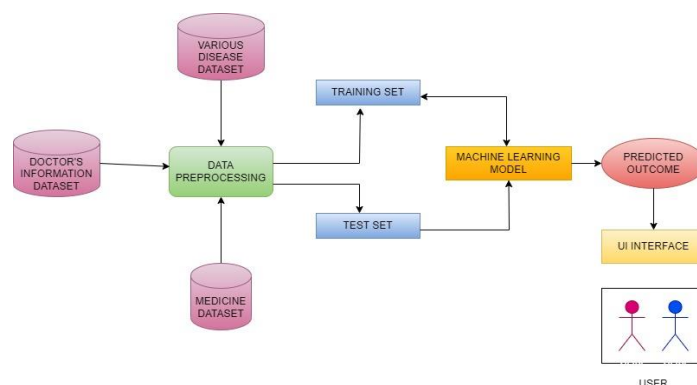 VARIOUS
DISEASE
DATASET
TRAINING SET
DOCTOR'S
INFORMATION
DATASET
DATA
PREPROCESSING
MACHINE LEARNING
MODEL
PREDICTED
OUTCOME
TEST SET
UI INTERFACE
MEDICINE
DATASET
USER